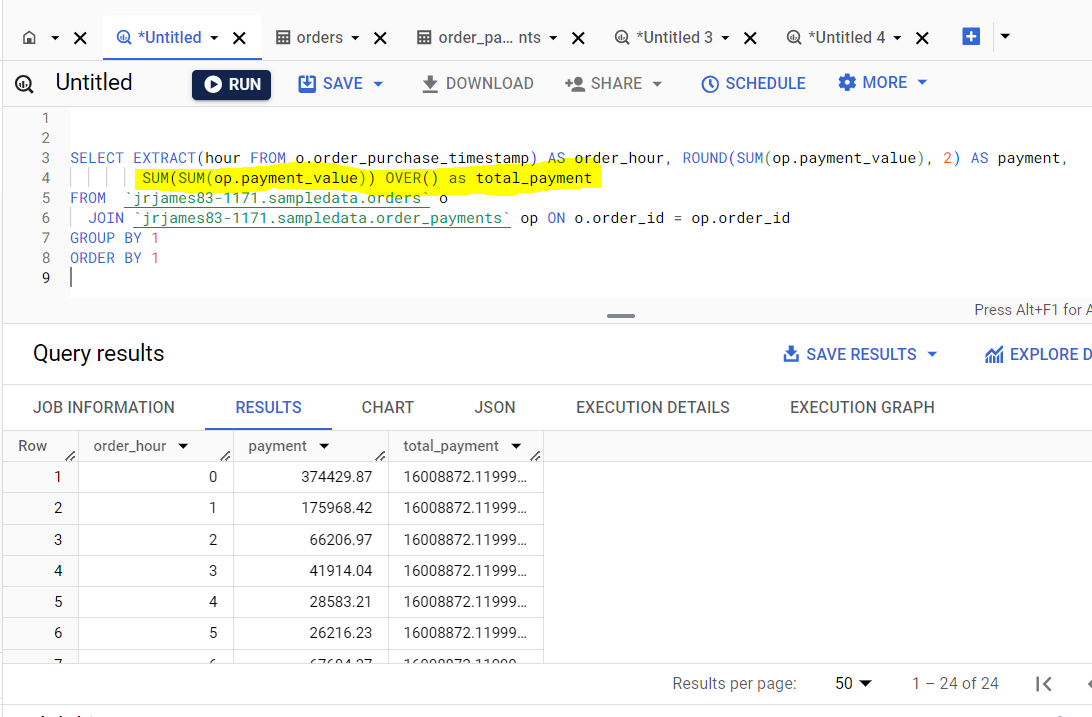 *Untitled orders order_pa... nts *Untitled 3 *Untitled 4
Untitled RUN SAVE DOWNLOAD SHARE SCHEDULE MORE
1
2
3 SELECT EXTRACT(hour FROM o.order_purchase_timestamp) AS order_hour, ROUND(SUM(op.payment_value), 2) AS payment,
4 SUM(SUM(op.payment_value)) OVER() as total_payment
5 FROM `jrjames83-1171.sampledata.orders` o
6 JOIN `jrjames83-1171.sampledata.order_payments` op ON o.order_id = op.order_id
7 GROUP BY 1
8 ORDER BY 1
9
Press Alt+F1 for A
Query results SAVE RESULTS EXPLORE D
JOB INFORMATION RESULTS CHART JSON EXECUTION DETAILS EXECUTION GRAPH
Row order_hour payment total_payment
1 0 374429.87 16008872.11999...
2 1 175968.42 16008872.11999...
3 2 66206.97 16008872.11999...
4 3 41914.04 16008872.11999...
5 4 28583.21 16008872.11999...
6 5 26216.23 16008872.11999...
Results per page: 50 1 – 24 of 24